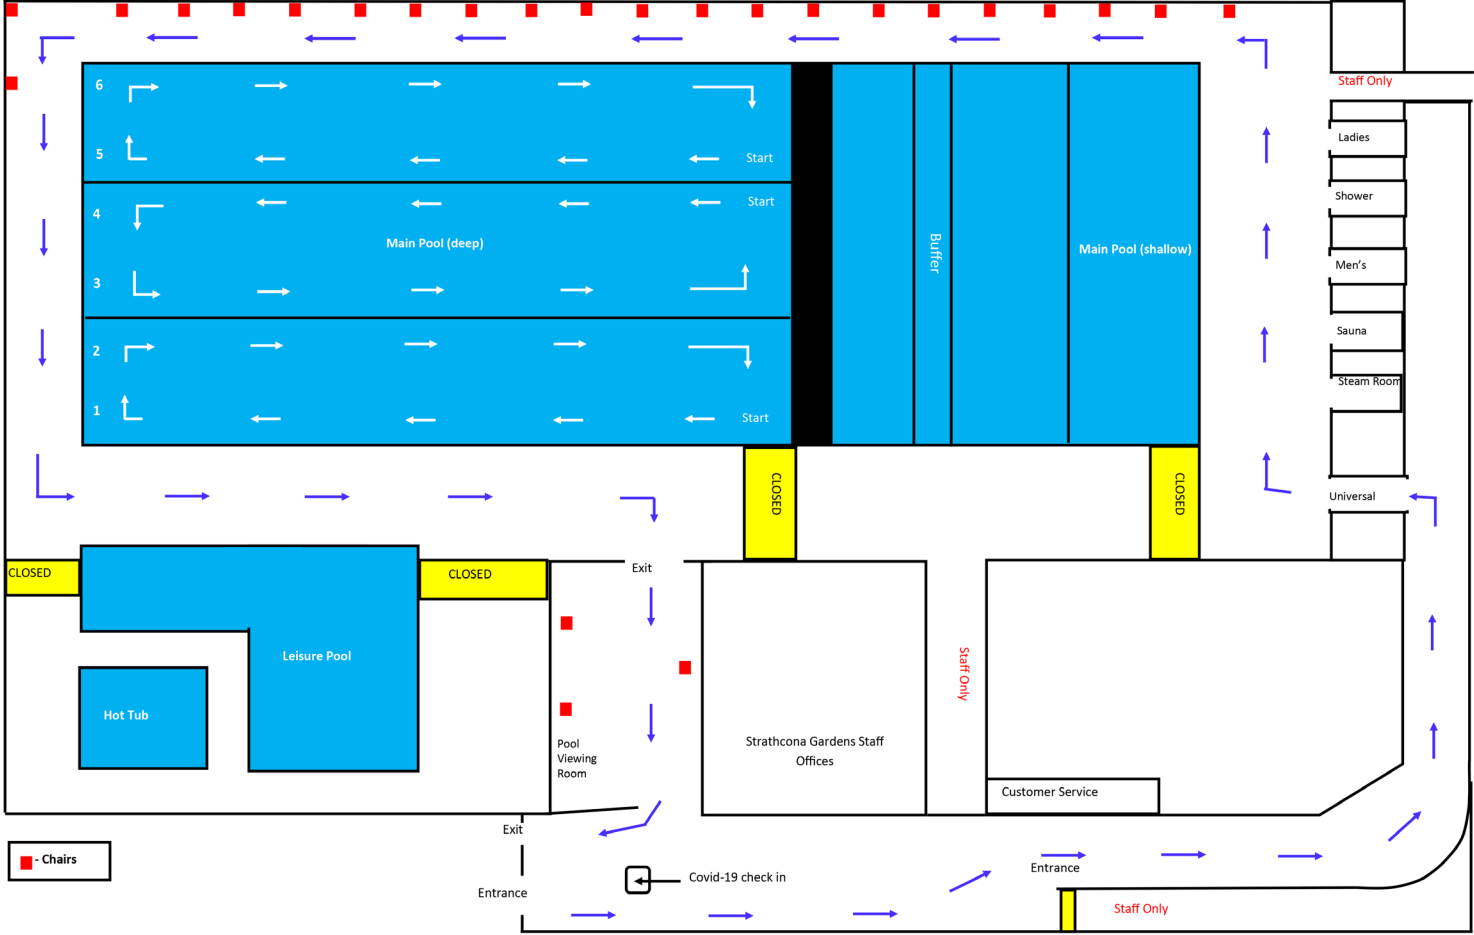 Staff Only
6
5
Start
Ladies
4
Start
Shower
Main Pool (deep)
Buffer
Main Pool (shallow)
3
Men's
2
Sauna
Steam Room
1
Start
CLOSED
CLOSED
Universal
CLOSED
CLOSED
Exit
Leisure Pool
Staff Only
Hot Tub
Pool
Viewing
Room
Strathcona Gardens Staff
Offices
Customer Service
Exit
- Chairs
Entrance
Covid-19 check in
Entrance
Staff Only